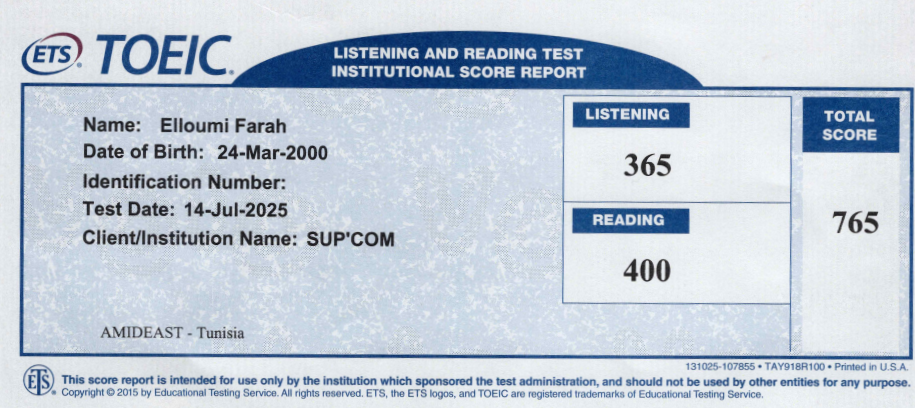 ETS TOEIC.
LISTENING AND READING TEST
INSTITUTIONAL SCORE REPORT
Name: Elloumi Farah
Date of Birth: 24-Mar-2000
Identification Number:
Test Date: 14-Jul-2025
Client/Institution Name: SUP'COM
AMIDEAST - Tunisia
LISTENING
365
READING
400
TOTAL
SCORE
765
131025-107855 • TAY918R100 • Printed in U.S.A.
ETS This score report is intended for use only by the institution which sponsored the test administration, and should not be used by other entities for any purpose.
Copyright © 2015 by Educational Testing Service. All rights reserved. ETS, the ETS logos, and TOEIC are registered trademarks of Educational Testing Service.